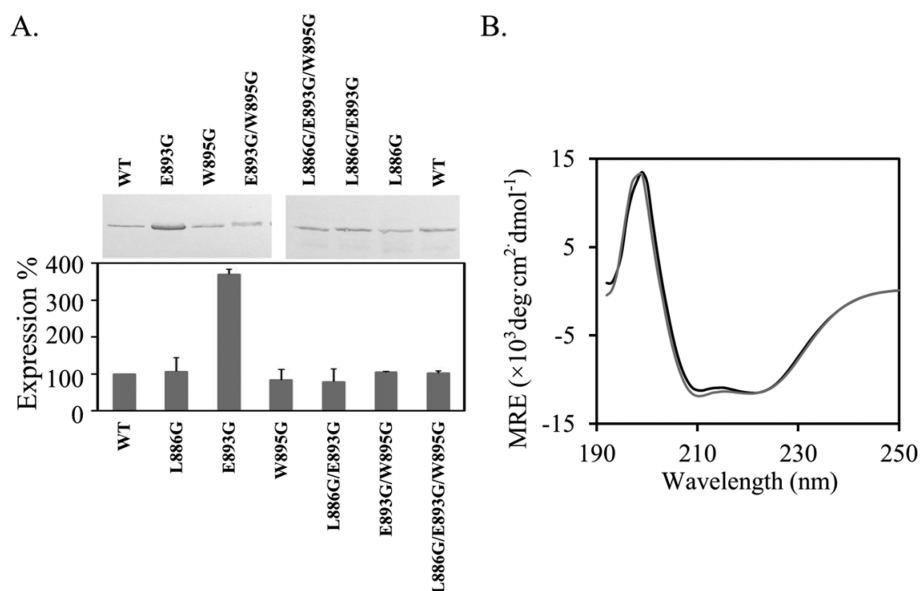 A.
WT
E893G
W895G
E893G/W895G
L886G/E893G/W895G
L886G/E893G
L886G
WT
Expression %
400
300
200
100
0
WT
L886G
E893G
W895G
L886G/E893G
E893G/W895G
L886G/E893G/W895G
B.
MRE (×10³deg·cm²·dmol⁻¹)
15
5
-5
-15
190
210
230
250
Wavelength (nm)